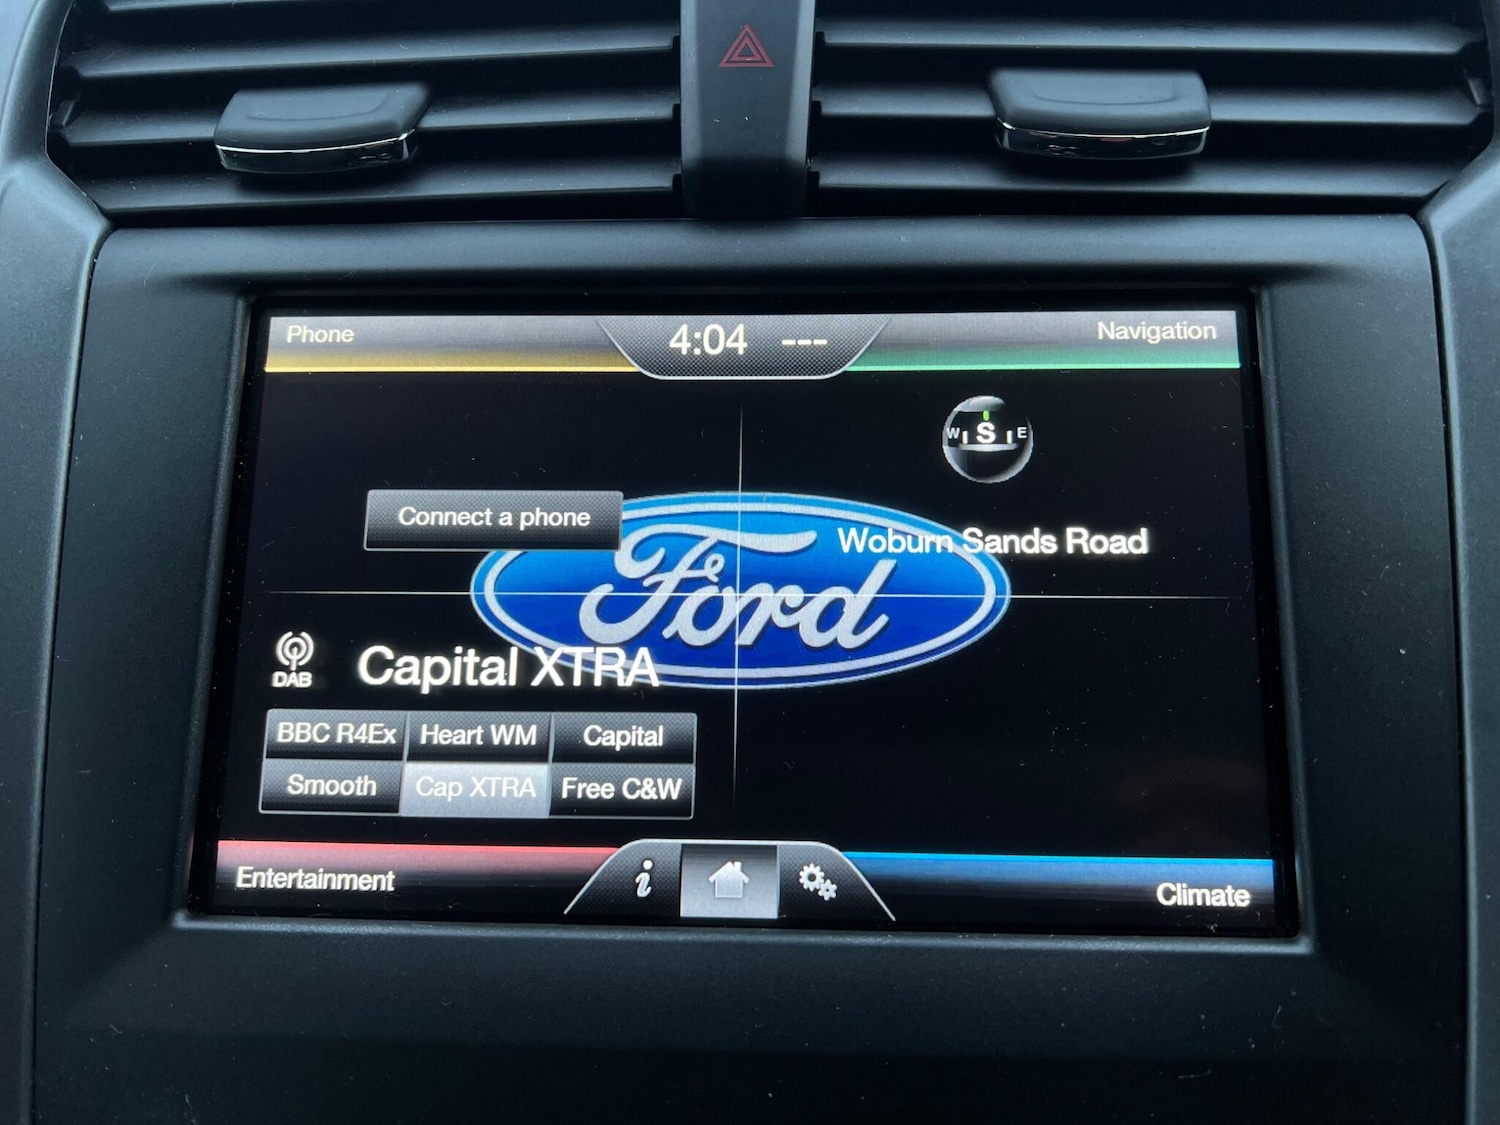 Phone
4:04 ---
Navigation
W S E
Connect a phone
Woburn Sands Road
Ford
DAB
Capital XTRA
BBC R4Ex Heart WM Capital
Smooth Cap XTRA Free C&W
Entertainment
i
Climate